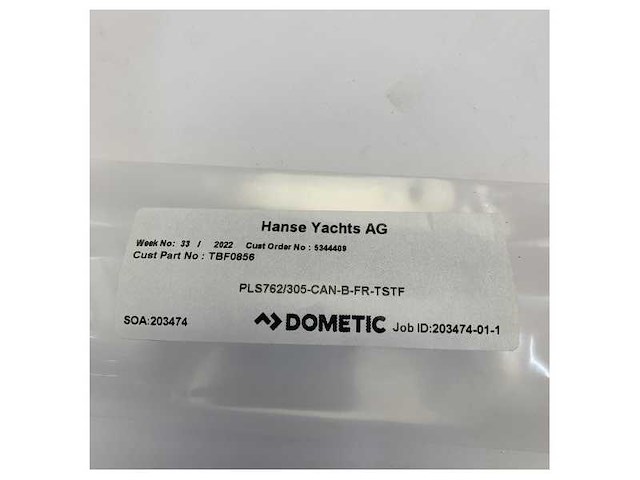 Hanse Yachts AG
Week No: 33 / 2022 Cust Order No : 5344409
Cust Part No : TBF0856
PLS762/305-CAN-B-FR-TSTF
SOA:203474 DOMETIC Job ID:203474-01-1